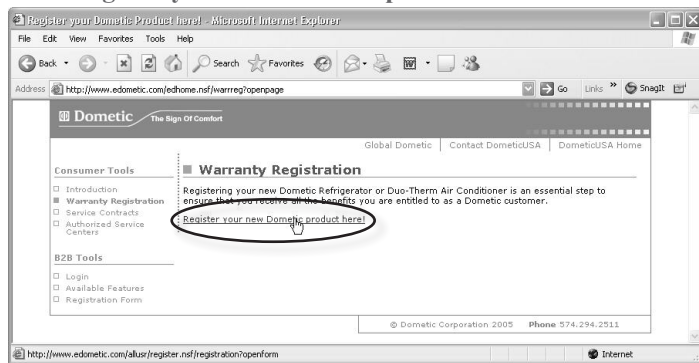 Register your Dometic Product here! - Microsoft Internet Explorer
File Edit View Favorites Tools Help
Back Search Favorites
Address http://www.edometic.com/edhome.nsf/warrreg?openpage Go Links » SnagIt
Dometic The Sign Of Comfort
Global Dometic Contact DometicUSA DometicUSA Home
Consumer Tools
Introduction
Warranty Registration
Service Contracts
Authorized Service
Centers
B2B Tools
Login
Available Features
Registration Form
Warranty Registration
Registering your new Dometic Refrigerator or Duo-Therm Air Conditioner is an essential step to
ensure that you receive all the benefits you are entitled to as a Dometic customer.
Register your new Dometic product here!
© Dometic Corporation 2005 Phone 574.294.2511
http://www.edometic.com/allusr/register.nsf/registration?openform Internet